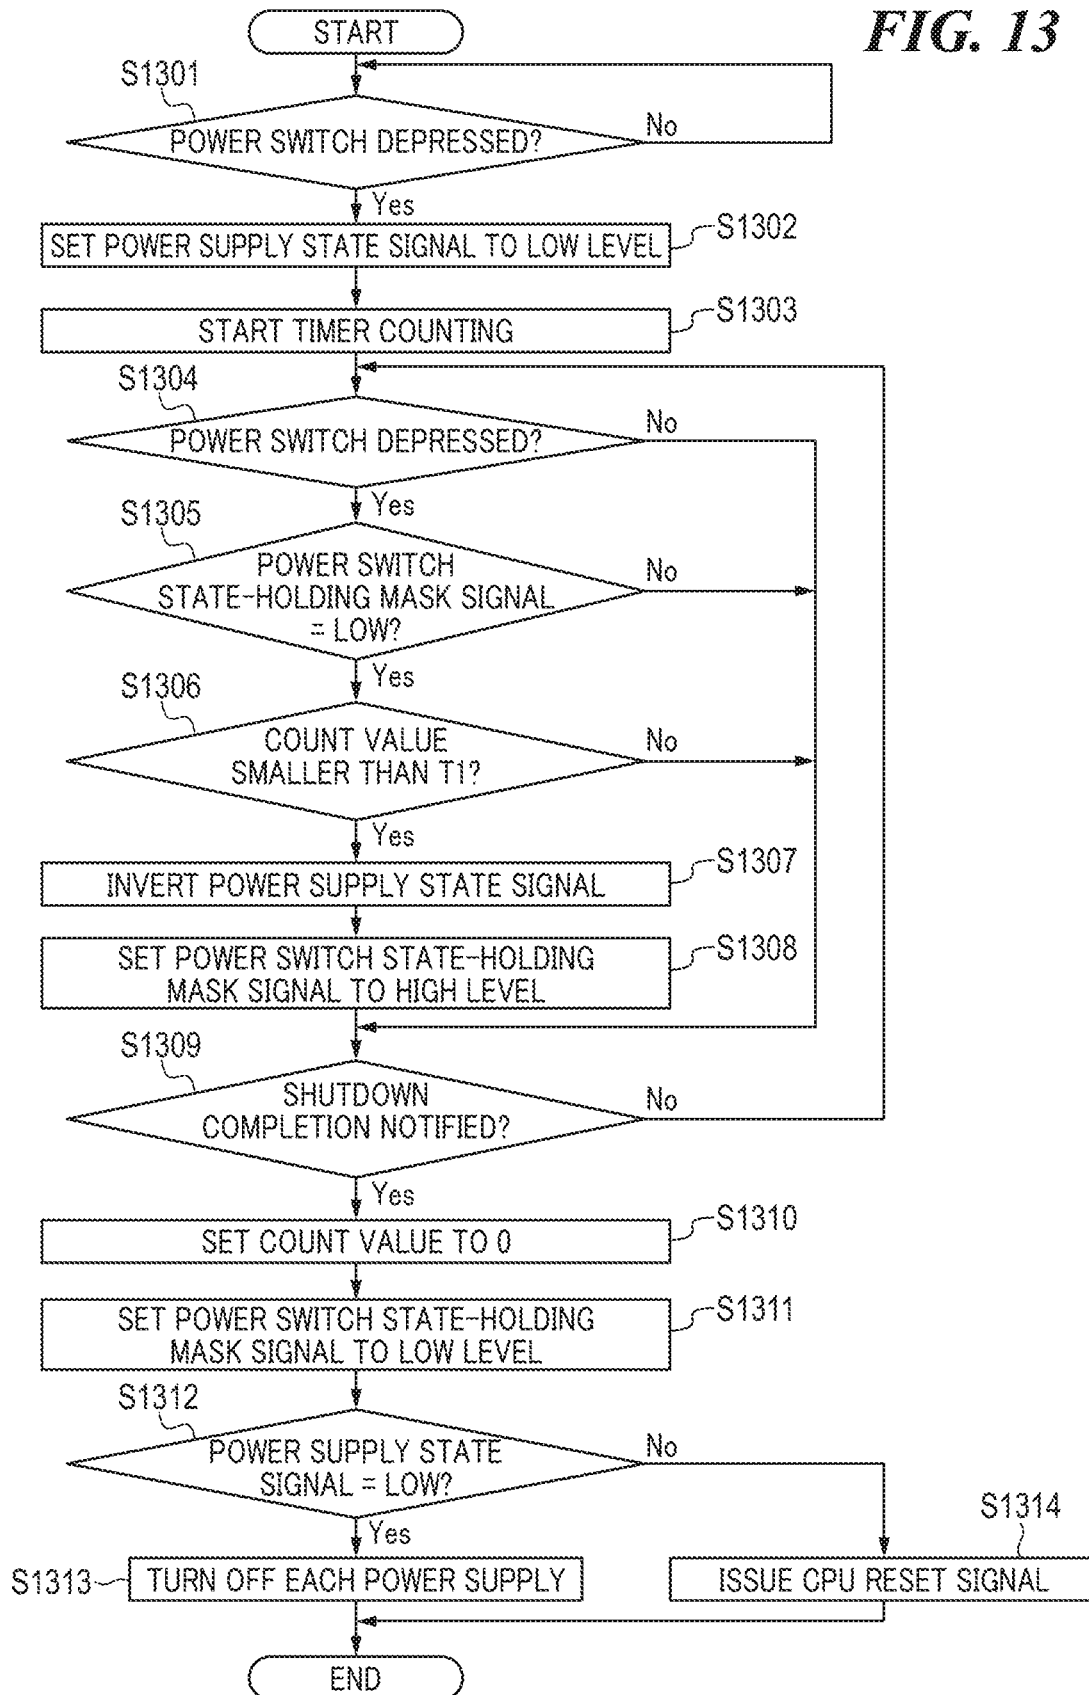 FIG. 13
START
S1301
POWER SWITCH DEPRESSED?
No
Yes
SET POWER SUPPLY STATE SIGNAL TO LOW LEVEL
S1302
START TIMER COUNTING
S1303
S1304
POWER SWITCH DEPRESSED?
No
Yes
S1305
POWER SWITCH
STATE-HOLDING MASK SIGNAL
= LOW?
No
Yes
S1306
COUNT VALUE
SMALLER THAN T1?
No
Yes
INVERT POWER SUPPLY STATE SIGNAL
S1307
SET POWER SWITCH STATE-HOLDING
MASK SIGNAL TO HIGH LEVEL
S1308
S1309
SHUTDOWN
COMPLETION NOTIFIED?
No
Yes
SET COUNT VALUE TO 0
S1310
SET POWER SWITCH STATE-HOLDING
MASK SIGNAL TO LOW LEVEL
S1311
S1312
POWER SUPPLY STATE
SIGNAL = LOW?
No
Yes
S1313
TURN OFF EACH POWER SUPPLY
S1314
ISSUE CPU RESET SIGNAL
END